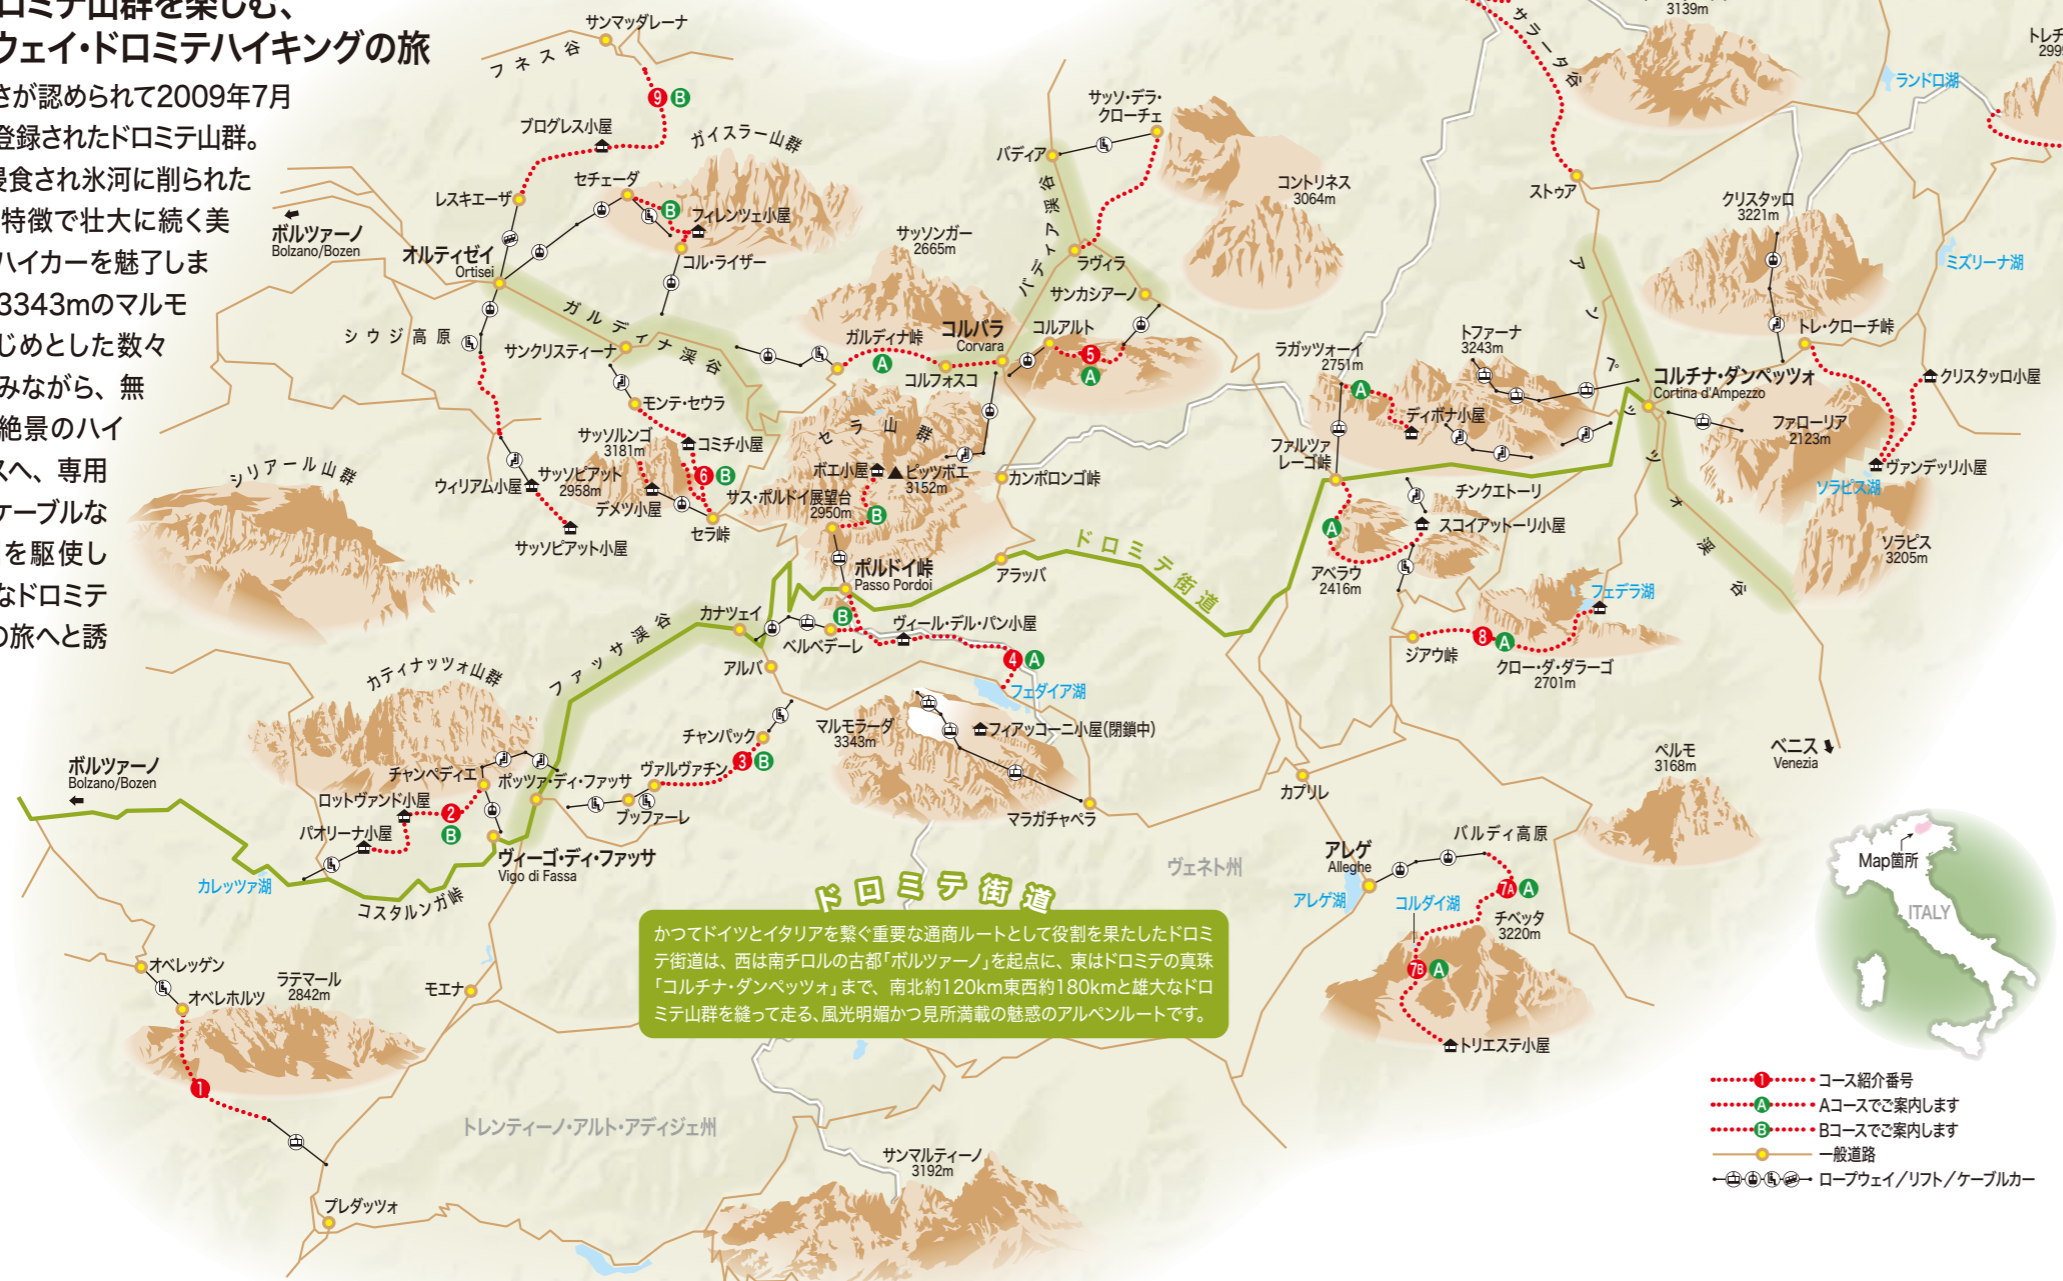 ロミテ山群を楽しむ、
ウェイ・ドロミテハイキングの旅
さが認められて2009年7月
登録されたドロミテ山群。
浸食され氷河に削られた
特徴で壮大に続く美
ハイカーを魅了しま
3343mのマルモ
じめとした数々
みながら、無
絶景のハイ
スへ、専用
ケーブルな
を駆使し
なドロミテ
の旅へと誘
サンマッダレーナ
フネス谷
9 B
ブログレス小屋
ガイスラー山群
レスキエーザ
セチェーダ
B
フィレンツェ小屋
コル・ライザー
ボルツァーノ
Bolzano/Bozen
オルティゼイ
Ortisei
シウジ高原
ガルディナ渓谷
サンクリスティーナ
モンテ・セウラ
サッソルンゴ
3181m
コミチ小屋
6 B
サッソピアット
2958m
デメツ小屋
セラ峠
ウィリアム小屋
サッソピアット小屋
シリアール山群
サッソンガー
2665m
ガルディナ峠
A
コルフォスコ
コルバラ
Corvara
コルアルト
5
A
サッソ・デラ・
クローチェ
バディア
バディア渓谷
ラヴィラ
サンカシアーノ
コントリネス
3064m
セラ山群
ボエ小屋
ピッツボエ
3152m
サス・ポルドイ展望台
2950m
B
カンポロンゴ峠
ポルドイ峠
Passo Pordoi
アラッバ
ドロミテ街道
B
カナツェイ
ベルベデーレ
ヴィール・デル・パン小屋
アルバ
4 A
フェダイア湖
ファッサ渓谷
カティナッツォ山群
マルモラーダ
3343m
フィアッコーニ小屋(閉鎖中)
マラガチャペラ
チャンパック
3 B
ヴァルヴァチン
ブッファーレ
ポッツァ・ディ・ファッサ
チャンペディエ
ロットヴァンド小屋
2
B
パオリーナ小屋
ボルツァーノ
Bolzano/Bozen
ヴィーゴ・ディ・ファッサ
Vigo di Fassa
カレッツァ湖
コスタルンガ峠
オベレッゲン
オベレホルツ
ラテマール
2842m
モエナ
1
プレダッツォ
トレンティーノ・アルト・アディジェ州
サンマルティーノ
3192m
3139m
サラータ谷
ストゥア
ランドロ湖
トレチ
299
クリスタッロ
3221m
ミズリーナ湖
トレ・クローチ峠
クリスタッロ小屋
アンペッツォ渓谷
コルチナ・ダンペッツォ
Cortina d'Ampezzo
ファローリア
2123m
ヴァンデッリ小屋
ソラピス湖
ソラピス
3205m
トファーナ
3243m
ラガッツォーイ
2751m
A
ディボナ小屋
ファルツァ
レーゴ峠
チンクエトーリ
A
スコイアットーリ小屋
アベラウ
2416m
フェデラ湖
ジアウ峠
8 A
クロー・ダ・ダラーゴ
2701m
カプリレ
ペルモ
3168m
ベニス
Venezia
ヴェネト州
アレゲ
Alleghe
バルディ高原
アレゲ湖
コルダイ湖
7A A
チベッタ
3220m
7B A
トリエステ小屋
ドロミテ街道
かつてドイツとイタリアを繋ぐ重要な通商ルートとして役割を果たしたドロミ
テ街道は、西は南チロルの古都「ボルツァーノ」を起点に、東はドロミテの真珠
「コルチナ・ダンペッツォ」まで、南北約120km東西約180kmと雄大なドロ
ミテ山群を縫って走る、風光明媚かつ見所満載の魅惑のアルペンルートです。
Map箇所
ITALY
1 コース紹介番号
A Aコースでご案内します
B Bコースでご案内します
一般道路
ロープウェイ／リフト／ケーブルカー